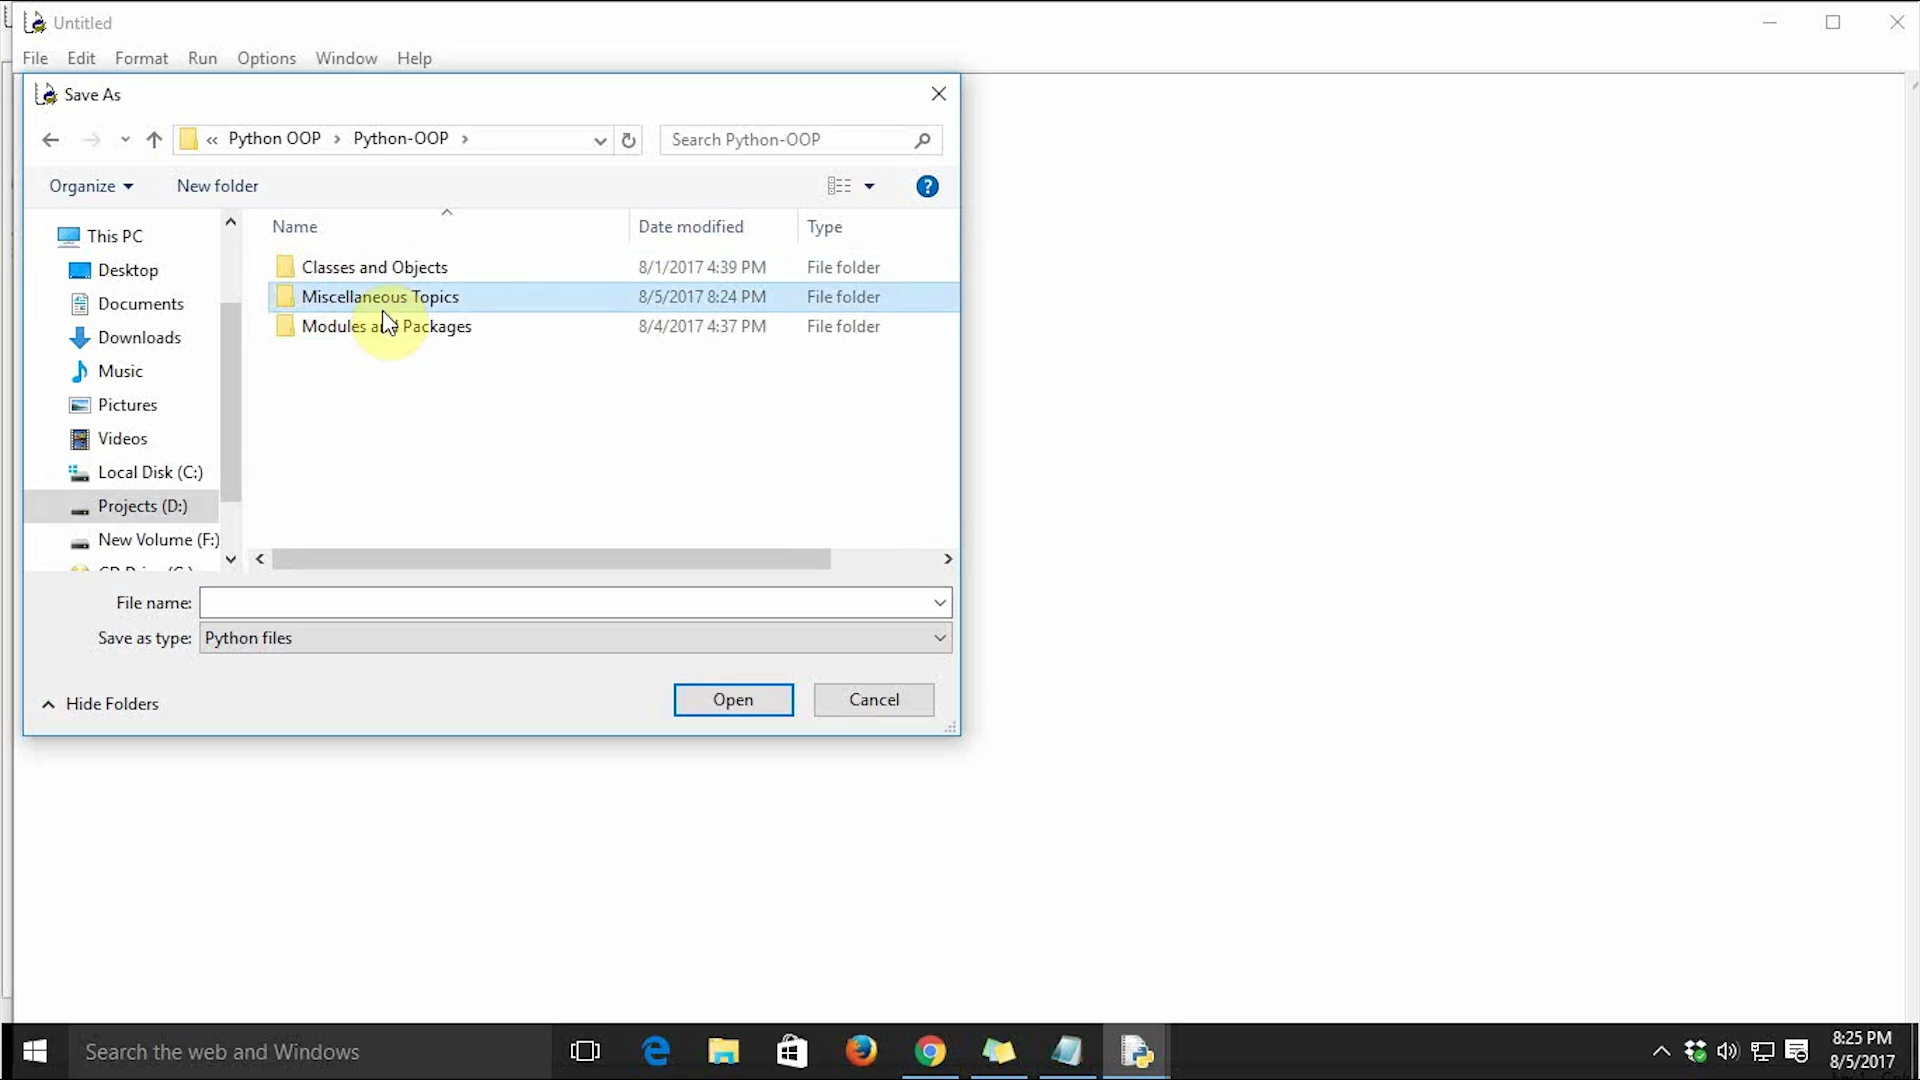 Untitled
File Edit Format Run Options Window Help
Save As
« Python OOP › Python-OOP ›
Search Python-OOP
Organize
New folder
Name Date modified Type
This PC
Desktop
Documents
Downloads
Music
Pictures
Videos
Local Disk (C:)
Projects (D:)
New Volume (F:)
Classes and Objects 8/1/2017 4:39 PM File folder
Miscellaneous Topics 8/5/2017 8:24 PM File folder
Modules and Packages 8/4/2017 4:37 PM File folder
File name:
Save as type: Python files
Hide Folders
Open
Cancel
Search the web and Windows
8:25 PM
8/5/2017